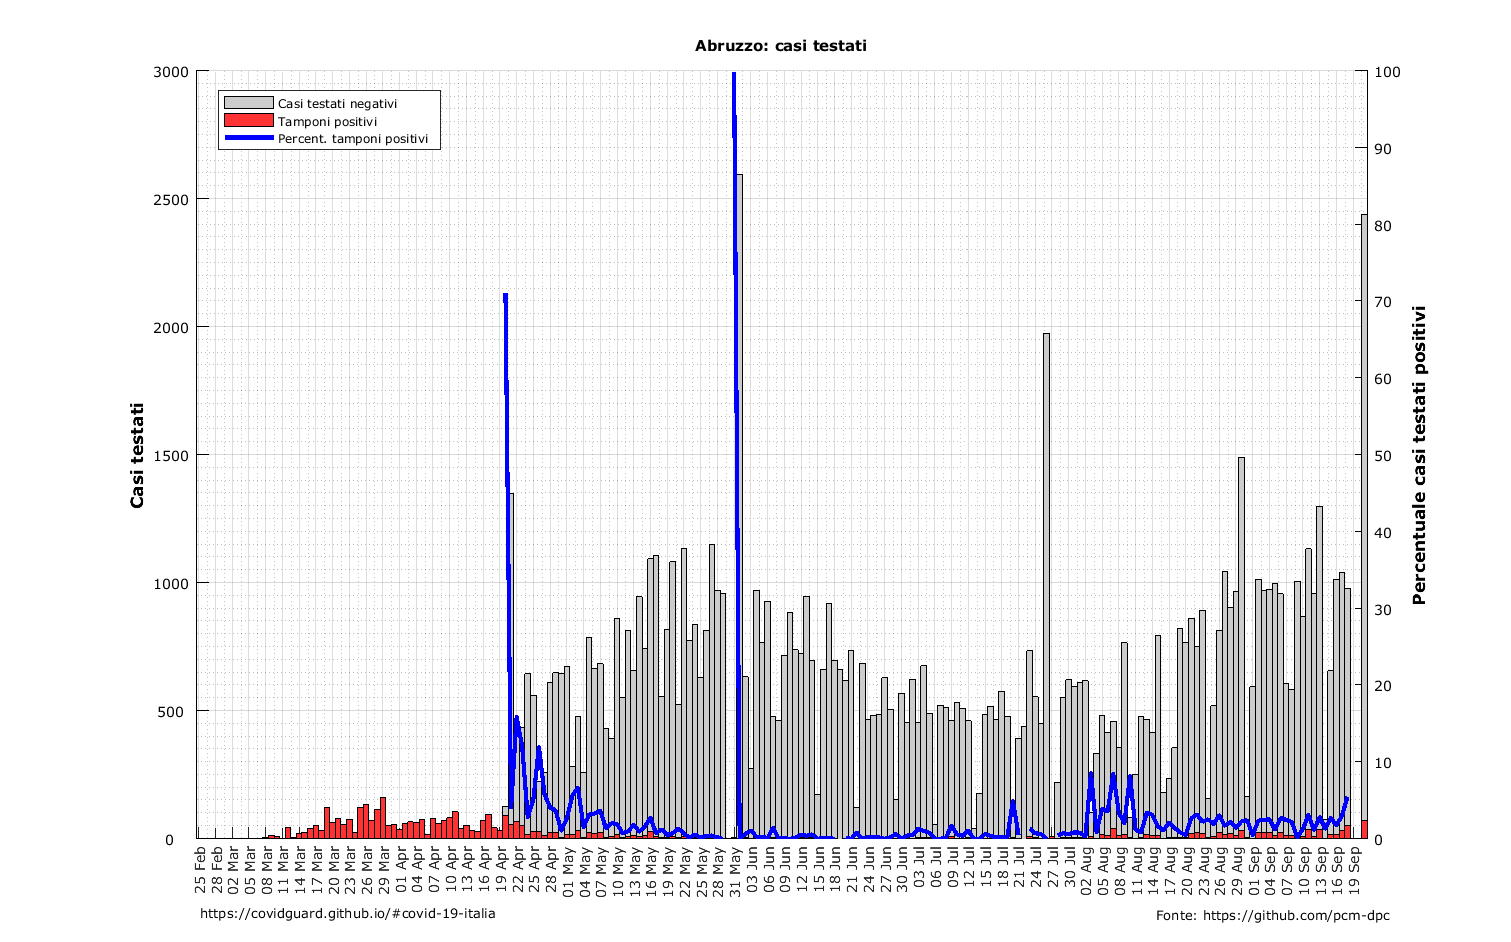 Abruzzo: casi testati
Casi testati negativi
Tamponi positivi
Percent. tamponi positivi
Casi testati
3000
2500
2000
1500
1000
500
0
100
90
80
70
60
50
40
30
20
10
0
Percentuale casi testati positivi
25 Feb
28 Feb
02 Mar
05 Mar
08 Mar
11 Mar
14 Mar
17 Mar
20 Mar
23 Mar
26 Mar
29 Mar
01 Apr
04 Apr
07 Apr
10 Apr
13 Apr
16 Apr
19 Apr
22 Apr
25 Apr
28 Apr
01 May
04 May
07 May
10 May
13 May
16 May
19 May
22 May
25 May
28 May
31 May
03 Jun
06 Jun
09 Jun
12 Jun
15 Jun
18 Jun
21 Jun
24 Jun
27 Jun
30 Jun
03 Jul
06 Jul
09 Jul
12 Jul
15 Jul
18 Jul
21 Jul
24 Jul
27 Jul
30 Jul
02 Aug
05 Aug
08 Aug
11 Aug
14 Aug
17 Aug
20 Aug
23 Aug
26 Aug
29 Aug
01 Sep
04 Sep
07 Sep
10 Sep
13 Sep
16 Sep
19 Sep
https://covidguard.github.io/#covid-19-italia
Fonte: https://github.com/pcm-dpc